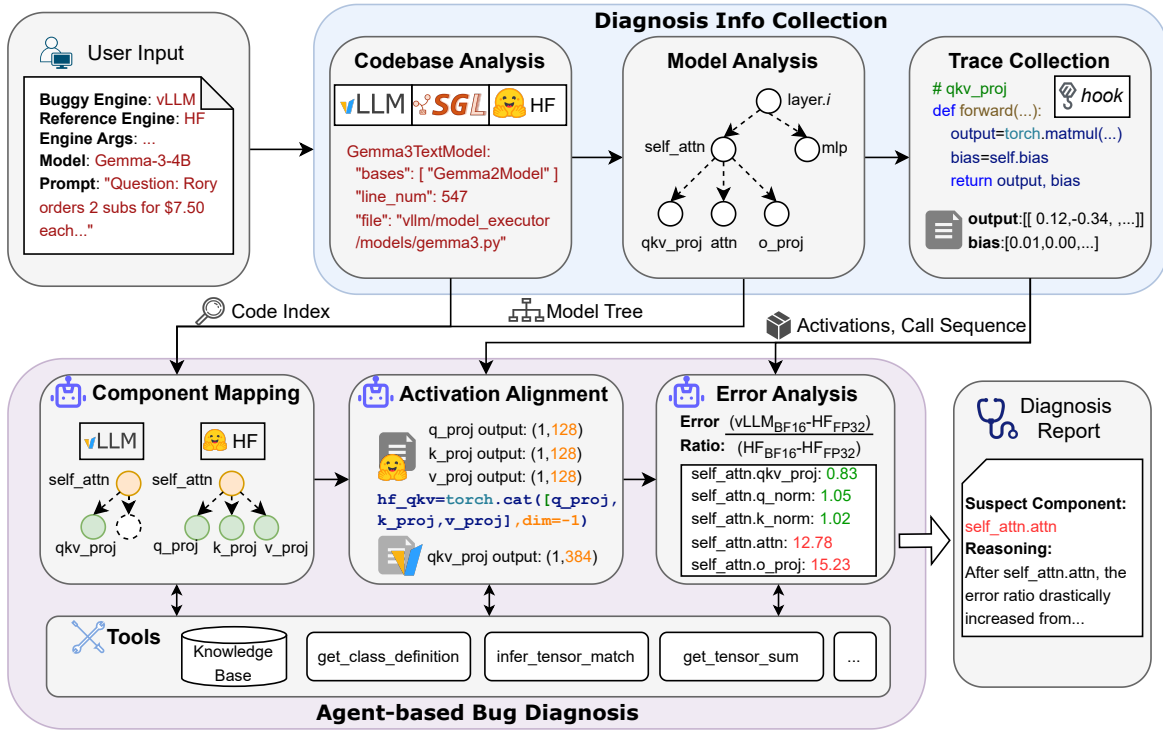 Diagnosis Info Collection
User Input
Buggy Engine: vLLM
Reference Engine: HF
Engine Args: ...
Model: Gemma-3-4B
Prompt: "Question: Rory
orders 2 subs for $7.50
each..."
Codebase Analysis
vLLM
SGL
HF
Gemma3TextModel:
"bases": [ "Gemma2Model" ]
"line_num": 547
"file": "vllm/model_executor
/models/gemma3.py"
Model Analysis
layer.i
self_attn
mlp
qkv_proj
attn
o_proj
Trace Collection
# qkv_proj
hook
def forward(...):
output=torch.matmul(...)
bias=self.bias
return output, bias
output:[[ 0.12,-0.34, ,...]]
bias:[0.01,0.00,...]
Code Index
Model Tree
Activations, Call Sequence
Component Mapping
vLLM
HF
self_attn
self_attn
qkv_proj
q_proj
k_proj
v_proj
Activation Alignment
q_proj output: (1,128)
k_proj output: (1,128)
v_proj output: (1,128)
hf_qkv=torch.cat([q_proj,
k_proj,v_proj],dim=-1)
qkv_proj output: (1,384)
Error Analysis
Error
Ratio:
(vLLMBF16-HFFP32)
(HFBF16-HFFP32)
self_attn.qkv_proj: 0.83
self_attn.q_norm: 1.05
self_attn.k_norm: 1.02
self_attn.attn: 12.78
self_attn.o_proj: 15.23
Diagnosis
Report
Suspect Component:
self_attn.attn
Reasoning:
After self_attn.attn, the
error ratio drastically
increased from...
Tools
Knowledge
Base
get_class_definition
infer_tensor_match
get_tensor_sum
...
Agent-based Bug Diagnosis